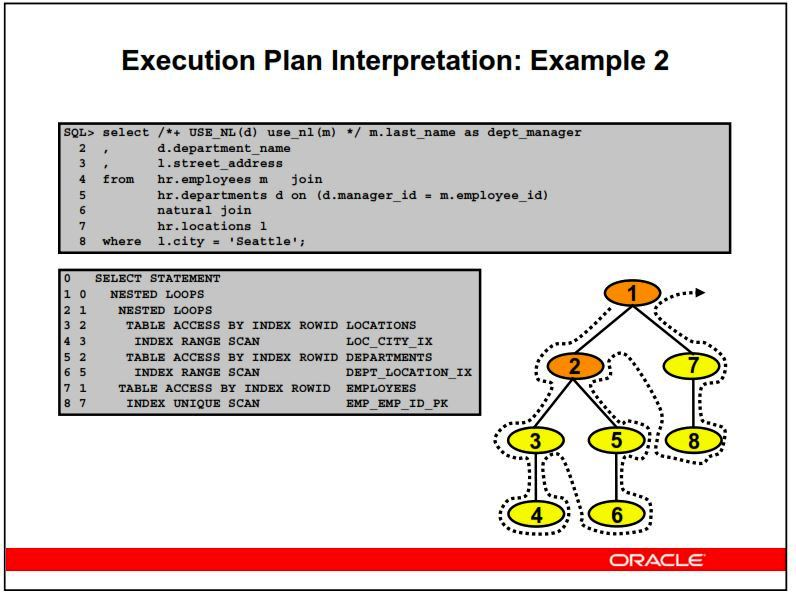 Execution Plan Interpretation: Example 2
SQL> select /*+ USE_NL(d) use_nl(m) */ m.last_name as dept_manager
2 , d.department_name
3 , l.street_address
4 from hr.employees m join
5 hr.departments d on (d.manager_id = m.employee_id)
6 natural join
7 hr.locations l
8 where l.city = 'Seattle';
0 SELECT STATEMENT
1 0 NESTED LOOPS
2 1 NESTED LOOPS
3 2 TABLE ACCESS BY INDEX ROWID LOCATIONS
4 3 INDEX RANGE SCAN LOC_CITY_IX
5 2 TABLE ACCESS BY INDEX ROWID DEPARTMENTS
6 5 INDEX RANGE SCAN DEPT_LOCATION_IX
7 1 TABLE ACCESS BY INDEX ROWID EMPLOYEES
8 7 INDEX UNIQUE SCAN EMP_EMP_ID_PK
1
2 7
3 5 8
4 6
ORACLE